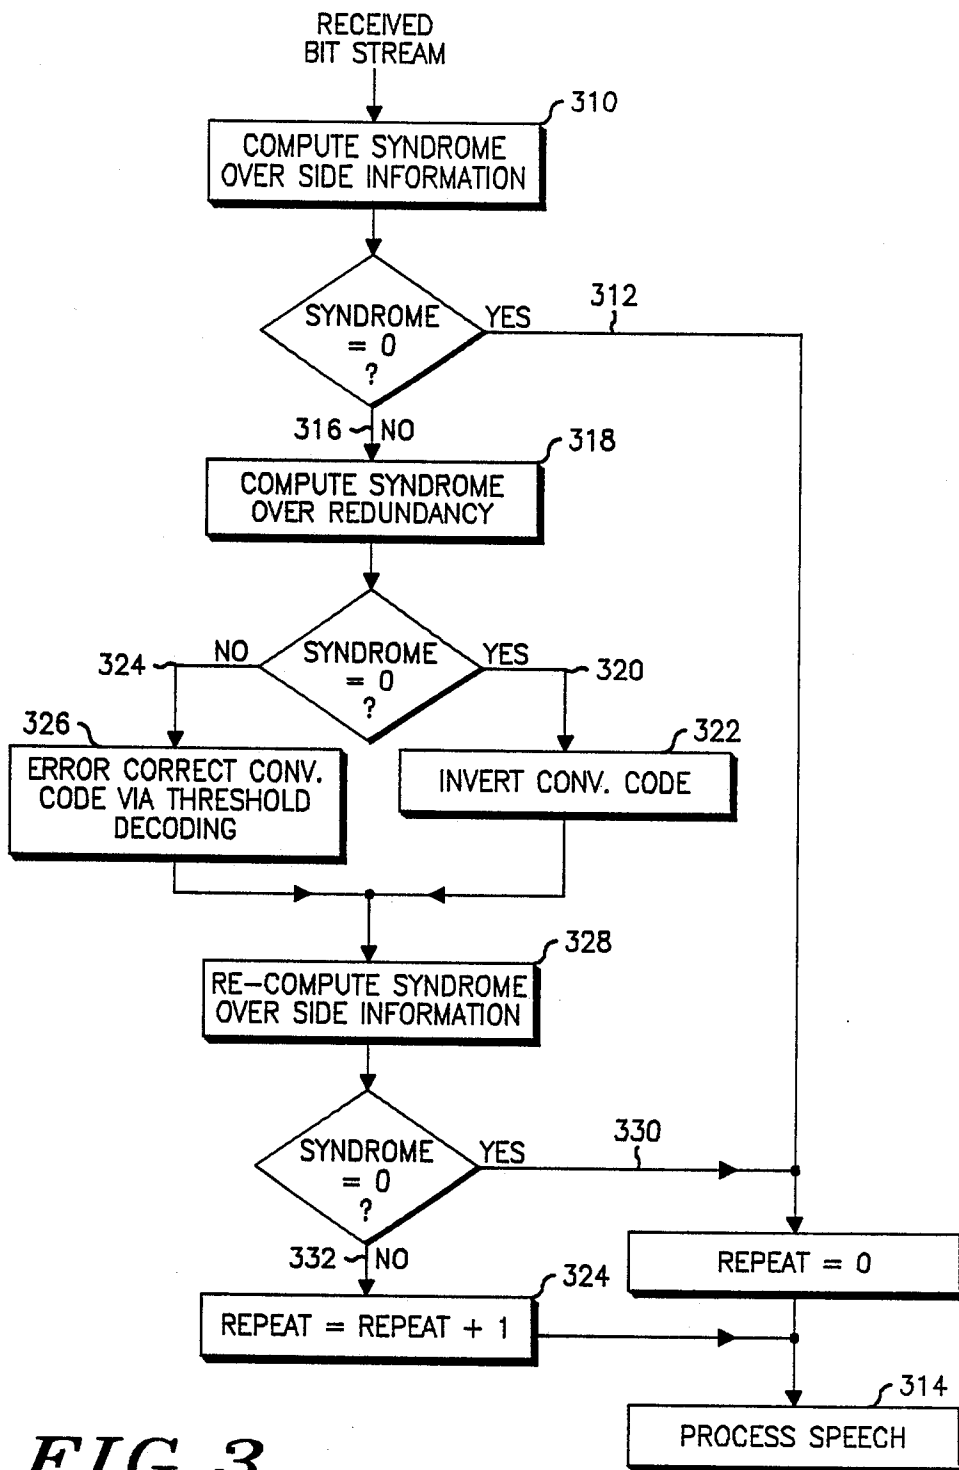 RECEIVED
BIT STREAM
310
COMPUTE SYNDROME
OVER SIDE INFORMATION
SYNDROME
= 0
?
YES
312
316
NO
318
COMPUTE SYNDROME
OVER REDUNDANCY
324
NO
SYNDROME
= 0
?
YES
320
326
ERROR CORRECT CONV.
CODE VIA THRESHOLD
DECODING
322
INVERT CONV. CODE
328
RE-COMPUTE SYNDROME
OVER SIDE INFORMATION
SYNDROME
= 0
?
YES
330
332
NO
REPEAT = 0
324
REPEAT = REPEAT + 1
314
PROCESS SPEECH
FIG. 3